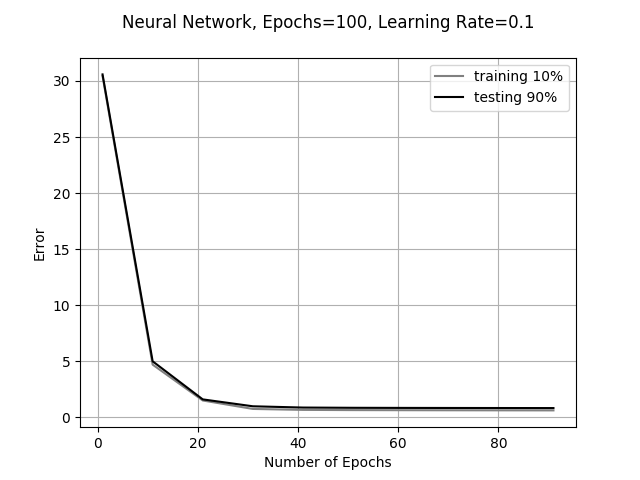 Neural Network, Epochs=100, Learning Rate=0.1
training 10%
testing 90%
30
25
20
15
10
5
0
Error
0 20 40 60 80
Number of Epochs